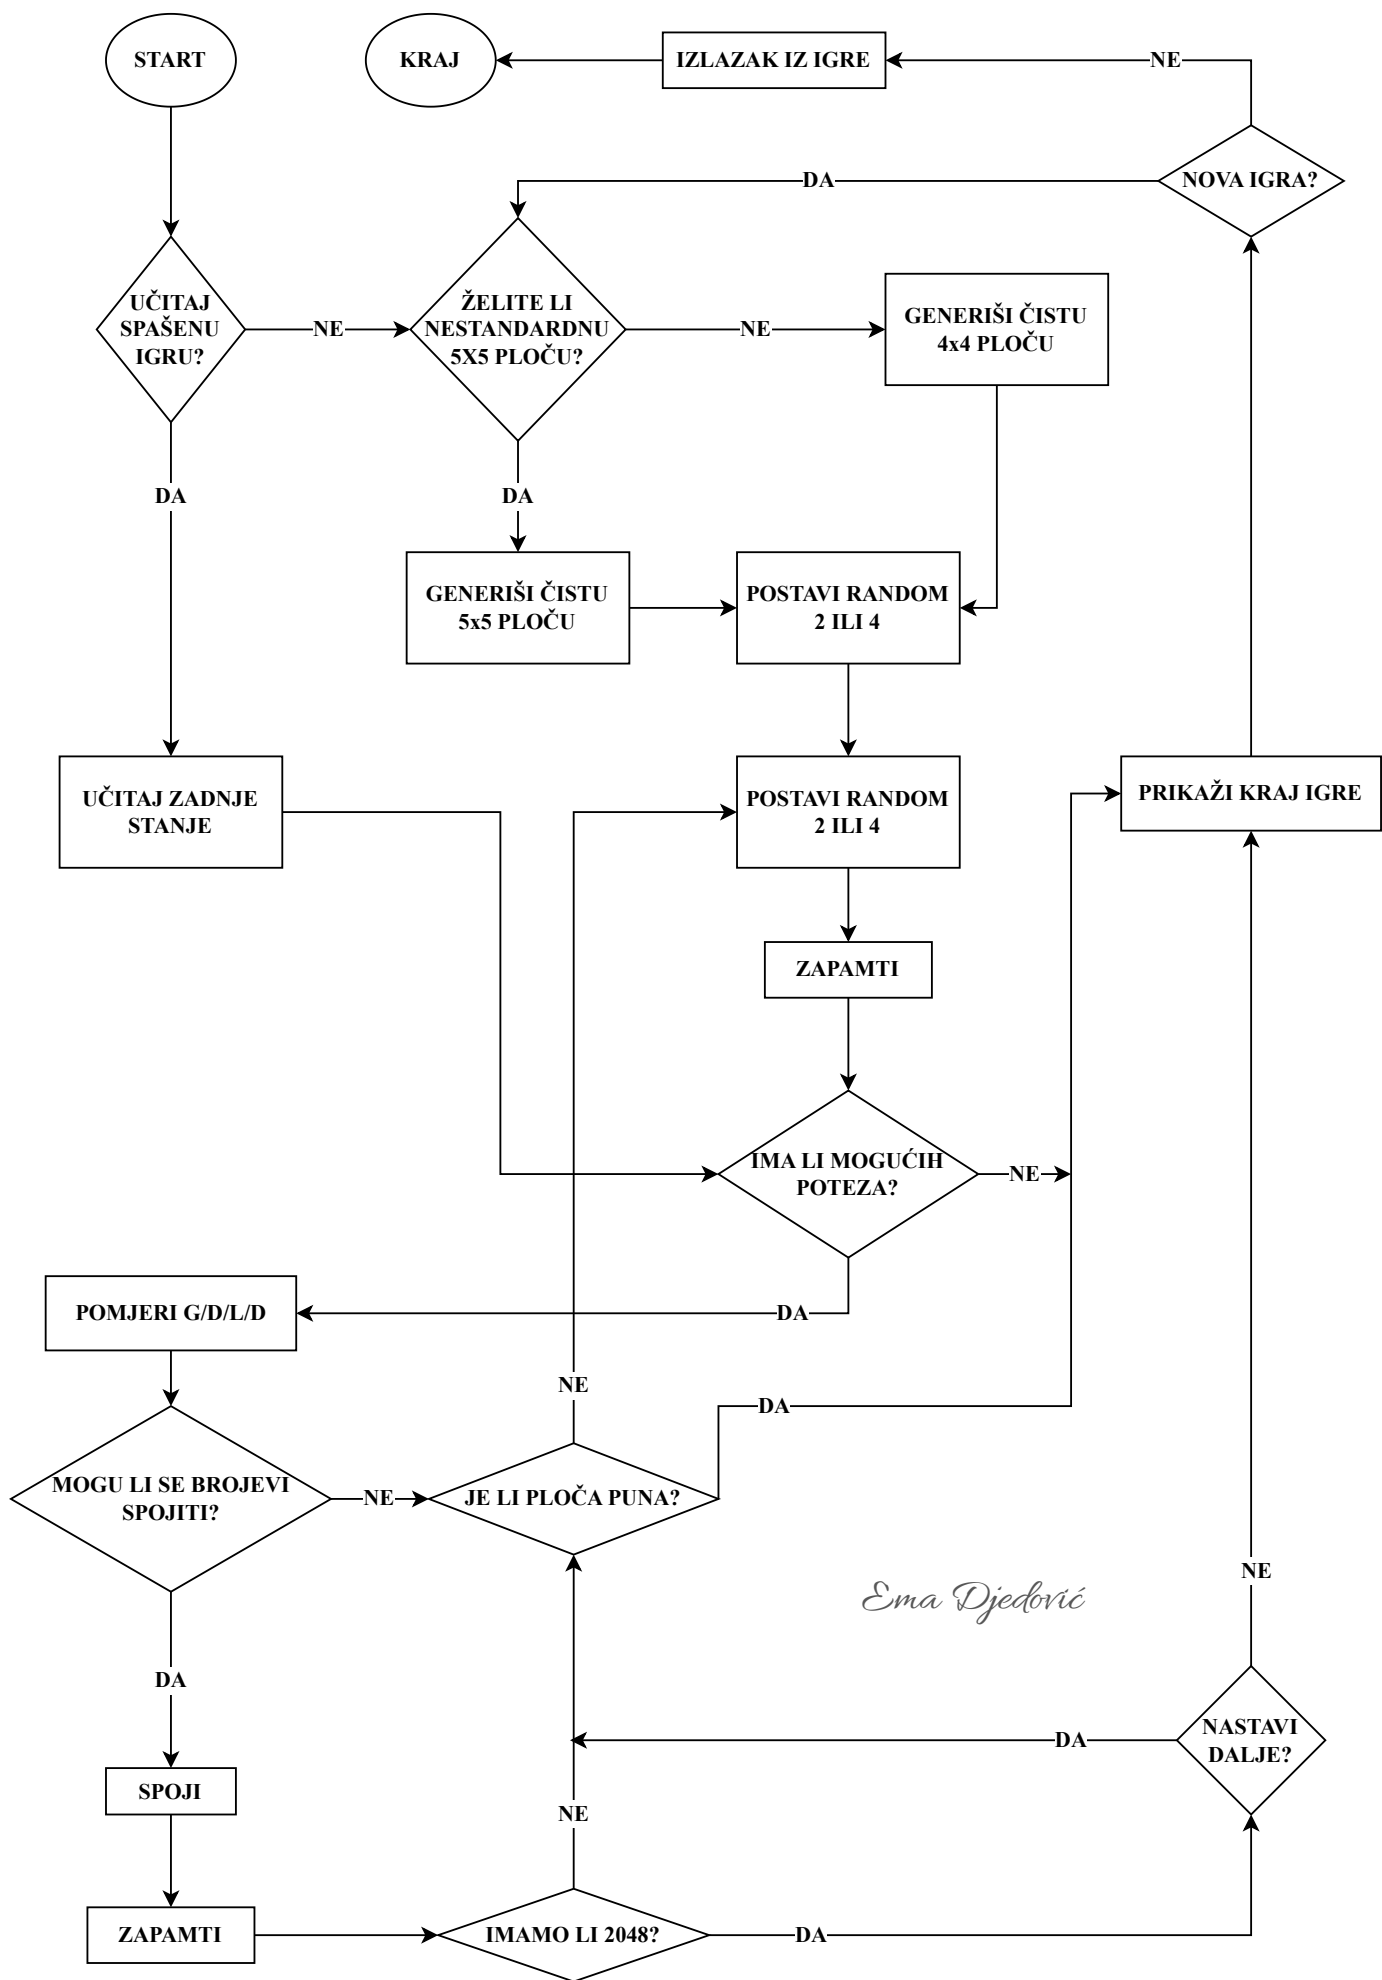 START
KRAJ
IZLAZAK IZ IGRE
NE
NOVA IGRA?
DA
UČITAJ
SPAŠENU
IGRU?
NE
ŽELITE LI
NESTANDARDNU
5X5 PLOČU?
NE
GENERIŠI ČISTU
4x4 PLOČU
DA
DA
GENERIŠI ČISTU
5x5 PLOČU
POSTAVI RANDOM
2 ILI 4
UČITAJ ZADNJE
STANJE
POSTAVI RANDOM
2 ILI 4
PRIKAŽI KRAJ IGRE
ZAPAMTI
IMA LI MOGUĆIH
POTEZA?
NE
POMJERI G/D/L/D
DA
NE
DA
MOGU LI SE BROJEVI
SPOJITI?
NE
JE LI PLOČA PUNA?
Ema Djedović
NE
DA
DA
NASTAVI
DALJE?
SPOJI
NE
ZAPAMTI
IMAMO LI 2048?
DA